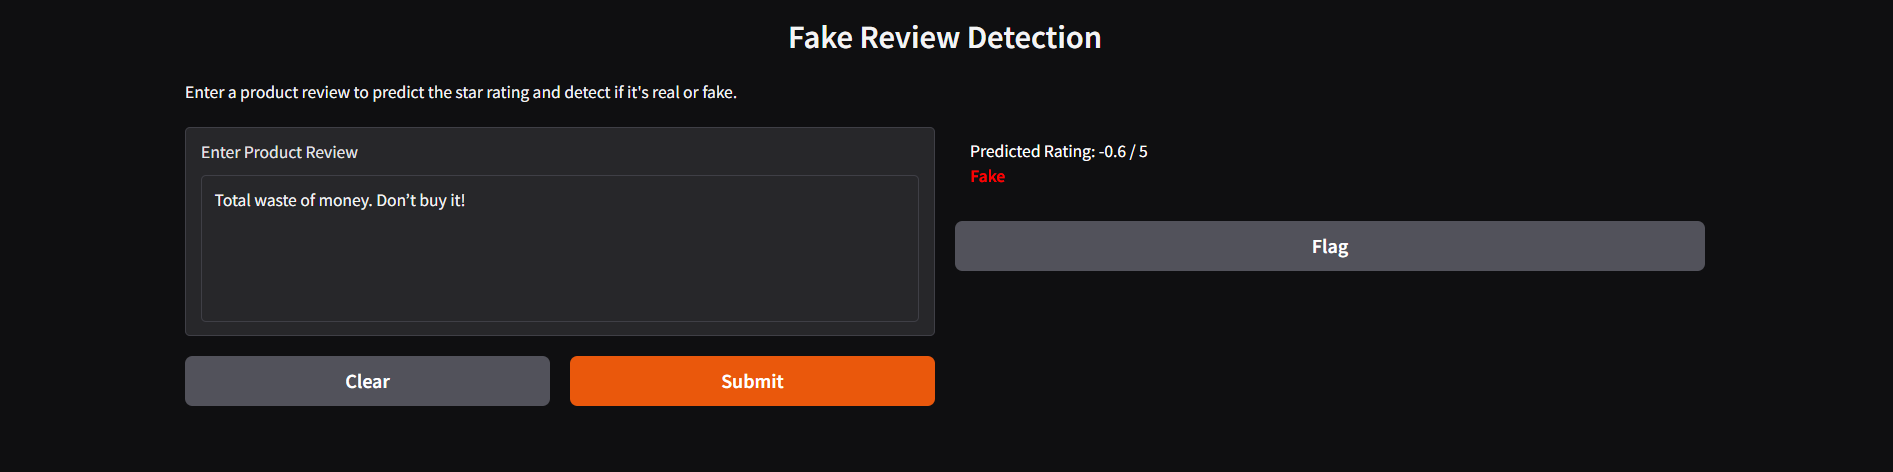 Fake Review Detection
Enter a product review to predict the star rating and detect if it's real or fake.
Enter Product Review
Total waste of money. Don’t buy it!
Clear
Submit
Predicted Rating: -0.6 / 5
Fake
Flag